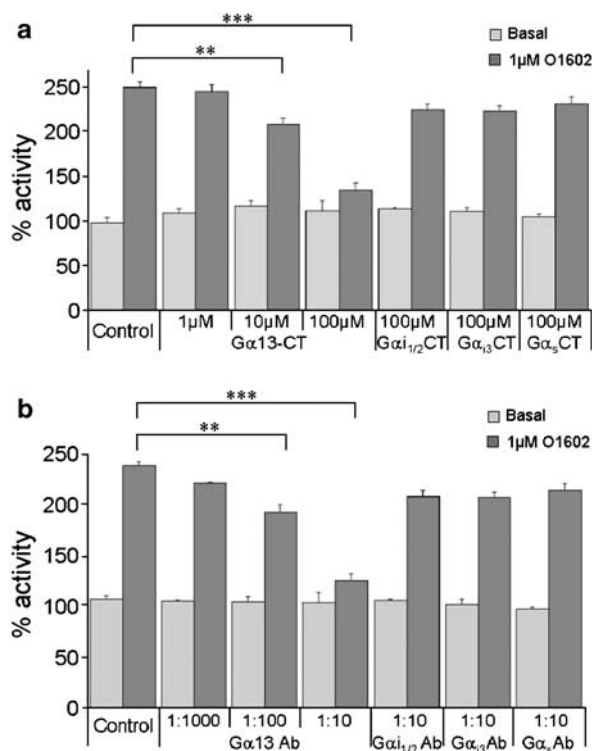 a
***
**
Basal
1µM O1602
% activity
250
200
150
100
50
0
Control
1µM 10µM 100µM 100µM 100µM 100µM
Gα13-CT Gαi1/2CT Gαi3CT GαsCT
b
***
**
Basal
1µM O1602
% activity
250
200
150
100
50
0
Control
1:1000 1:100 1:10 1:10 1:10 1:10
Gα13 Ab Gαi1/2 Ab Gαi3Ab GαsAb